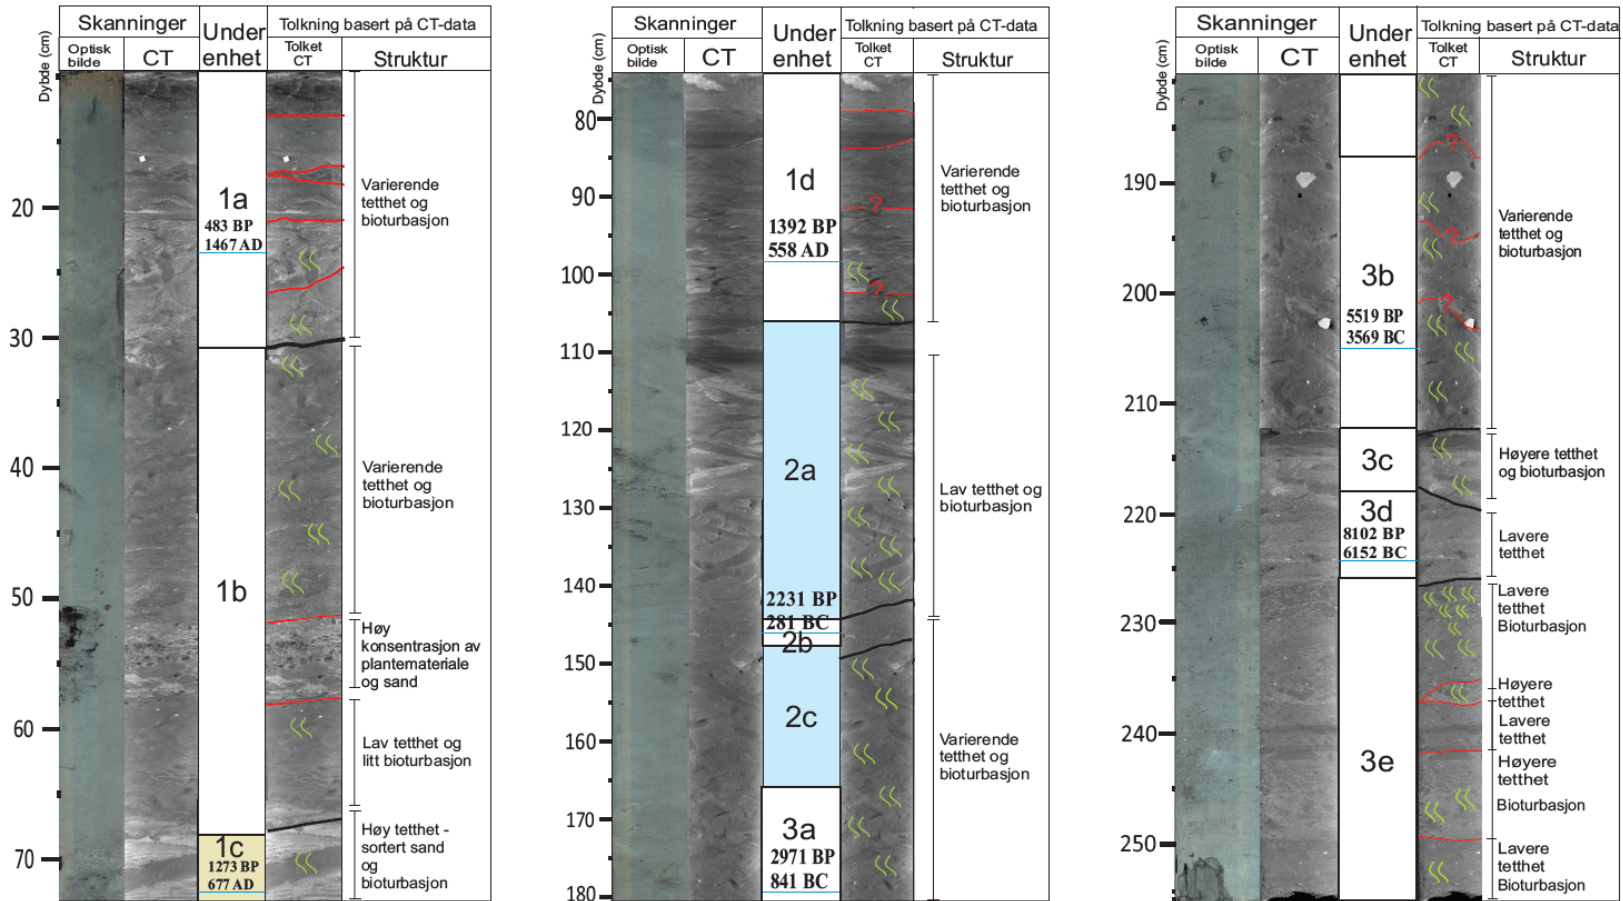 Skanninger
Under
enhet
Tolkning basert på CT-data
Dybde (cm)
Optisk
bilde
CT
Tolket
CT
Struktur
20
30
40
50
60
70
1a
483 BP
1467 AD
1b
1c
1273 BP
677 AD
Varierende
tetthet og
bioturbasjon
Varierende
tetthet og
bioturbasjon
Høy
konsentrasjon av
plantemateriale
og sand
Lav tetthet og
litt bioturbasjon
Høy tetthet -
sortert sand
og
bioturbasjon
Skanninger
Under
enhet
Tolkning basert på CT-data
Dybde (cm)
Optisk
bilde
CT
Tolket
CT
Struktur
80
90
100
110
120
130
140
150
160
170
180
1d
1392 BP
558 AD
2a
2231 BP
281 BC
2b
2c
3a
2971 BP
841 BC
?
?
Varierende
tetthet og
bioturbasjon
Lav tetthet og
bioturbasjon
Varierende
tetthet og
bioturbasjon
Skanninger
Under
enhet
Tolkning basert på CT-data
Dybde (cm)
Optisk
bilde
CT
Tolket
CT
Struktur
190
200
210
220
230
240
250
3b
5519 BP
3569 BC
3c
3d
8102 BP
6152 BC
3e
?
?
?
Varierende
tetthet og
bioturbasjon
Høyere tetthet
og bioturbasjon
Lavere
tetthet
Lavere
tetthet
Bioturbasjon
Høyere
tetthet
Lavere
tetthet
Høyere
tetthet
Bioturbasjon
Lavere
tetthet
Bioturbasjon